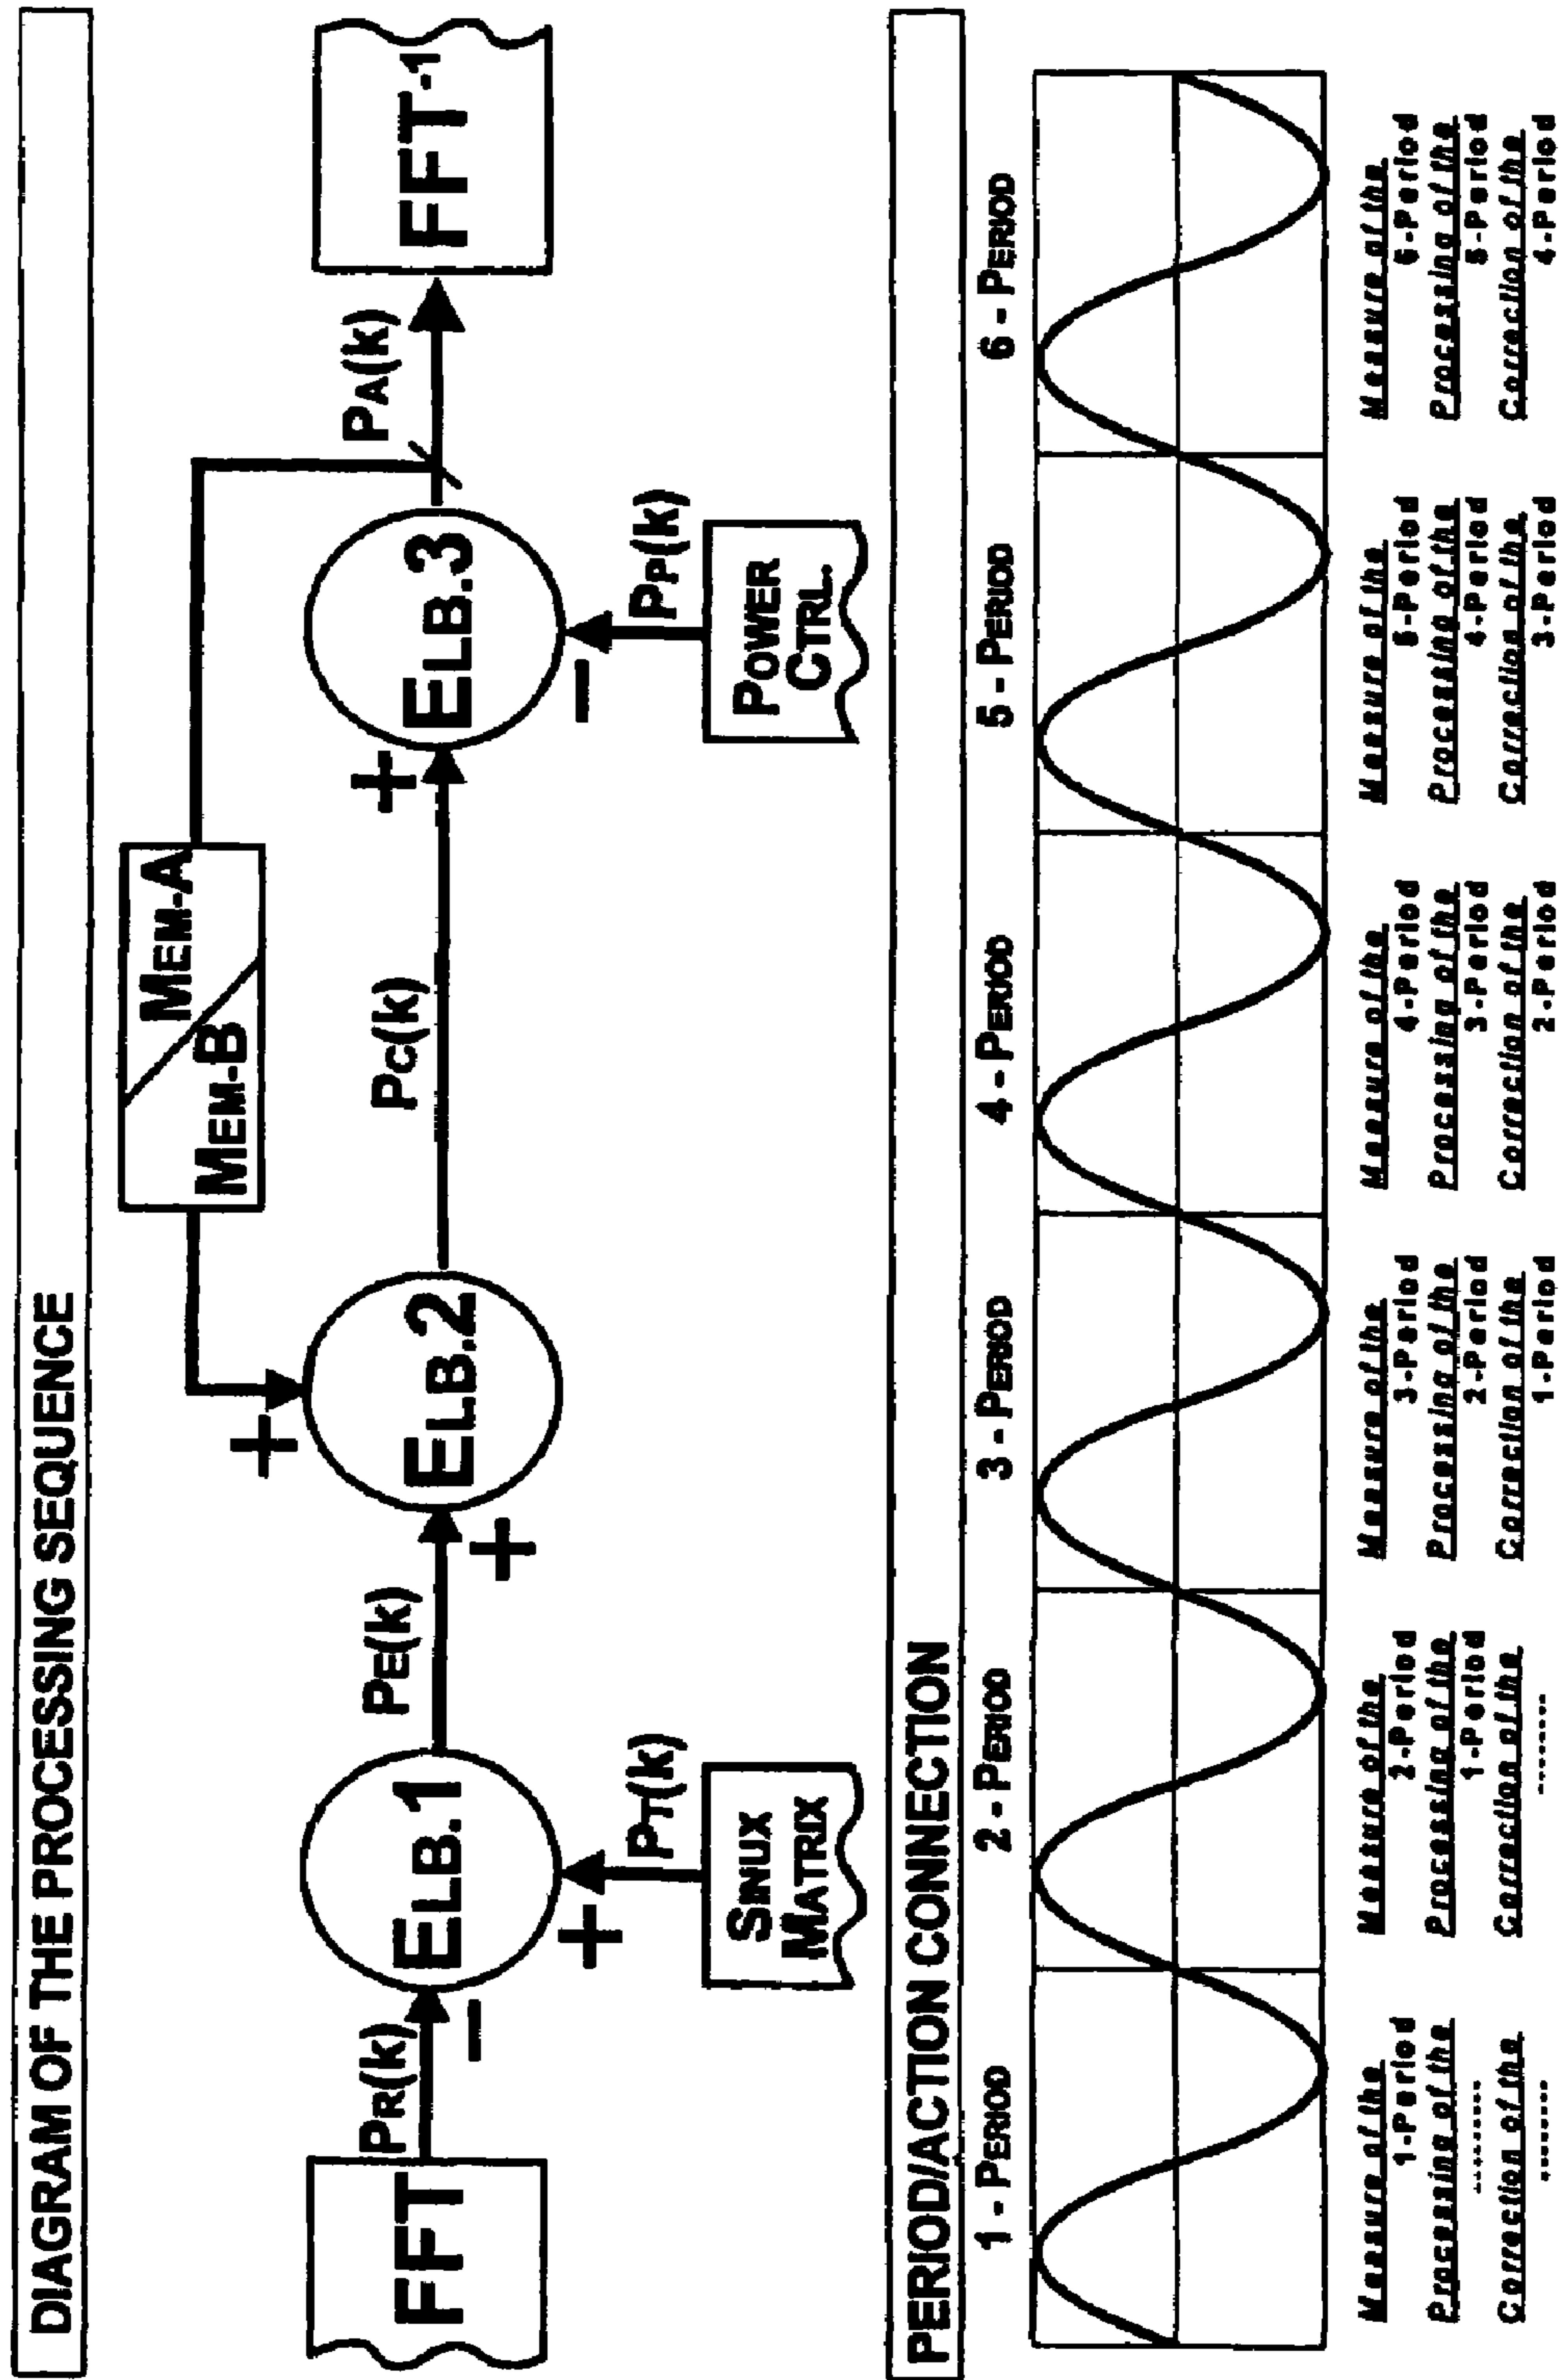 DIAGRAM OF THE PROCESSING SEQUENCE
MEM-B
MEM-A
FFT
PR(k)
−
ELB.1
+
PT(k)
SINUX
MATRIX
PE(k)
+
+
ELB.2
PC(k)
+
ELB.3
−
PP(k)
POWER
CTRL.
PA(k)
FFT-1
PERIOD/ACTION CONNECTION
1 - PERIOD
2 - PERIOD
3 - PERIOD
4 - PERIOD
5 - PERIOD
6 - PERIOD
Measure of the
1-Period
Processing of the
........
Correction of the
........
Measure of the
2-Period
Processing of the
1-Period
Correction of the
........
Measure of the
3-Period
Processing of the
2-Period
Correction of the
1-Period
Measure of the
4-Period
Processing of the
3-Period
Correction of the
2-Period
Measure of the
5-Period
Processing of the
4-Period
Correction of the
3-Period
Measure of the
6-Period
Processing of the
5-Period
Correction of the
4-Period